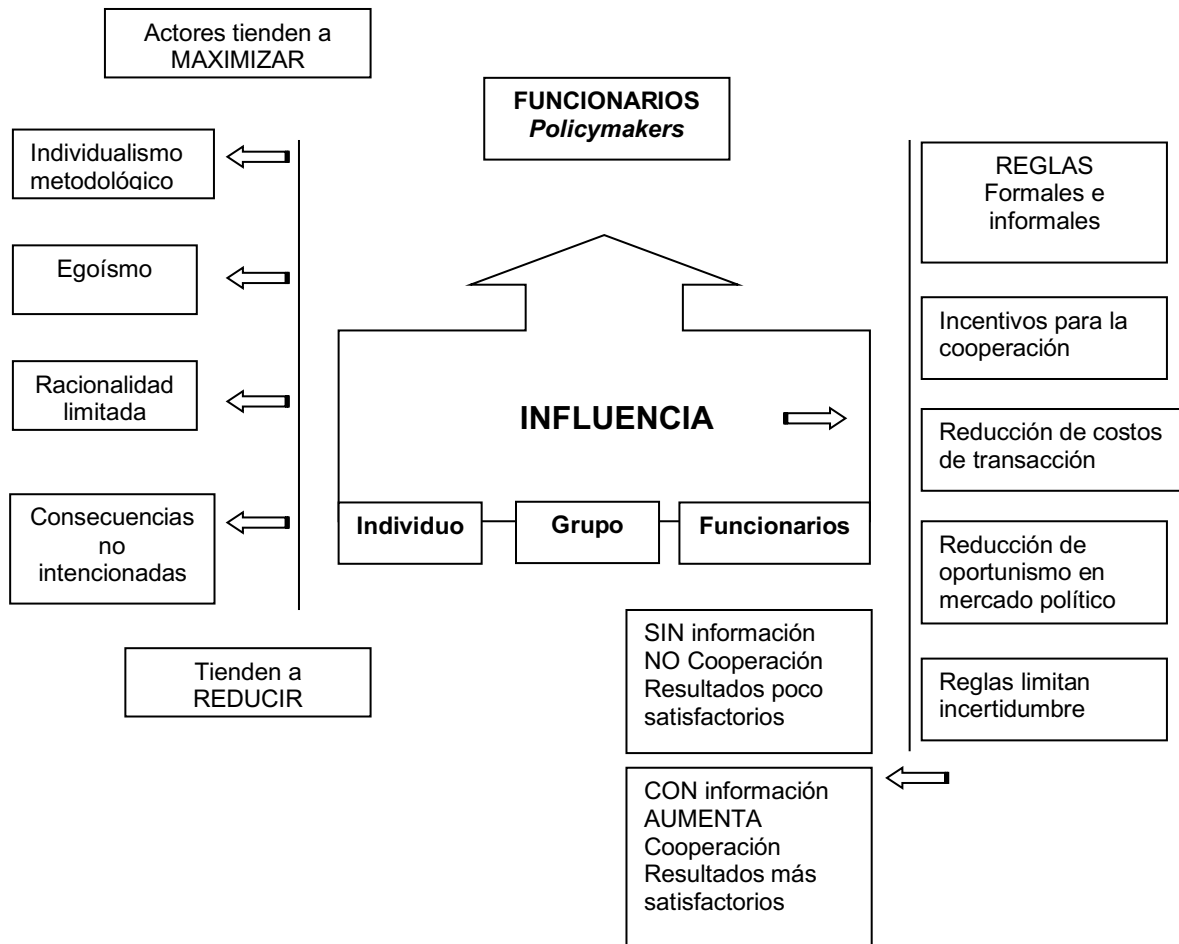 Actores tienden a
MAXIMIZAR
FUNCIONARIOS
Policymakers
Individualismo
metodológico
Egoísmo
Racionalidad
limitada
Consecuencias
no
intencionadas
Tienden a
REDUCIR
INFLUENCIA
Individuo
Grupo
Funcionarios
REGLAS
Formales e
informales
Incentivos para la
cooperación
Reducción de costos
de transacción
Reducción de
oportunismo en
mercado político
Reglas limitan
incertidumbre
SIN información
NO Cooperación
Resultados poco
satisfactorios
CON información
AUMENTA
Cooperación
Resultados más
satisfactorios